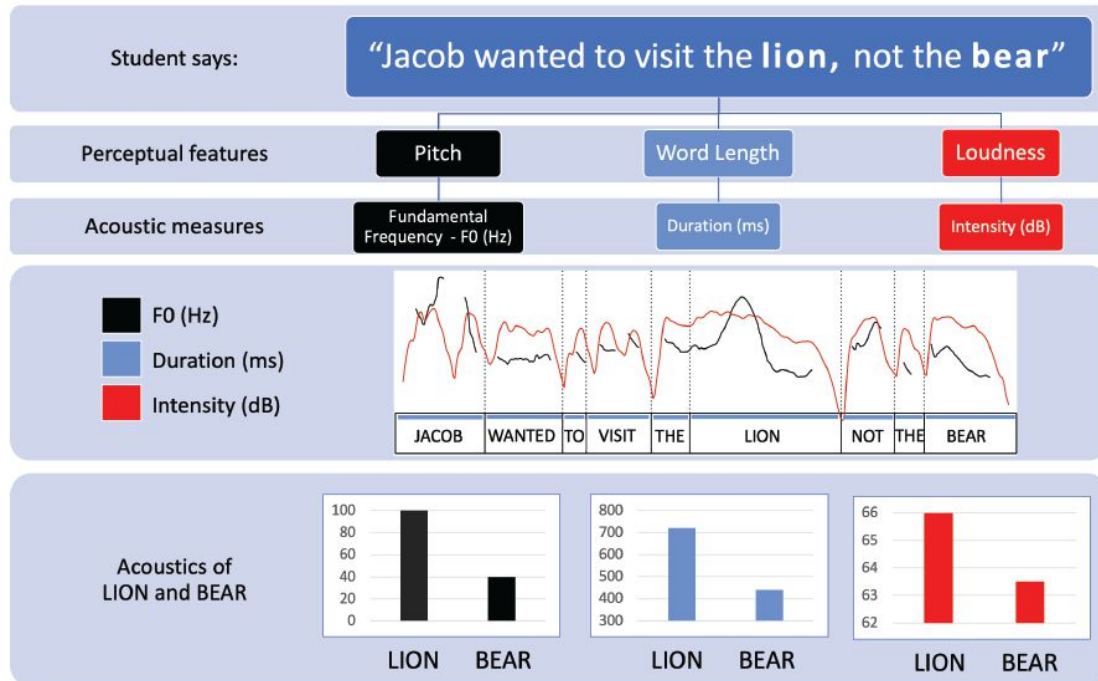 Student says:
“Jacob wanted to visit the lion, not the bear”
Perceptual features
Pitch
Word Length
Loudness
Acoustic measures
Fundamental
Frequency - F0 (Hz)
Duration (ms)
Intensity (dB)
F0 (Hz)
Duration (ms)
Intensity (dB)
JACOB WANTED TO VISIT THE LION NOT THE BEAR
Acoustics of
LION and BEAR
100
80
60
40
20
0
LION BEAR
800
700
600
500
400
300
LION BEAR
66
65
64
63
62
LION BEAR